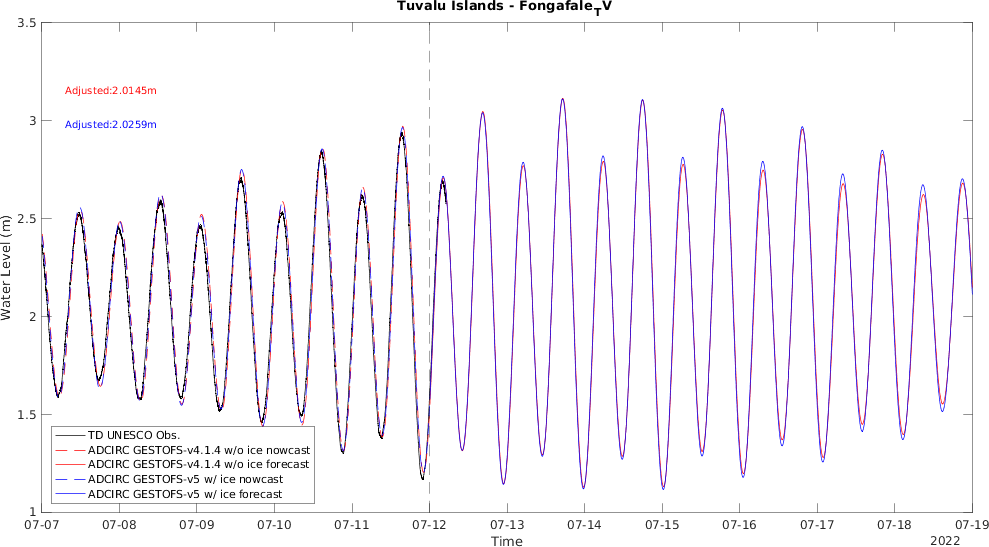 Tuvalu Islands - Fongafale_TV
3.5
3
2.5
2
1.5
1
Water Level (m)
Adjusted:2.0145m
Adjusted:2.0259m
TD UNESCO Obs.
ADCIRC GESTOFS-v4.1.4 w/o ice nowcast
ADCIRC GESTOFS-v4.1.4 w/o ice forecast
ADCIRC GESTOFS-v5 w/ ice nowcast
ADCIRC GESTOFS-v5 w/ ice forecast
07-07 07-08 07-09 07-10 07-11 07-12 07-13 07-14 07-15 07-16 07-17 07-18 07-19
Time
2022